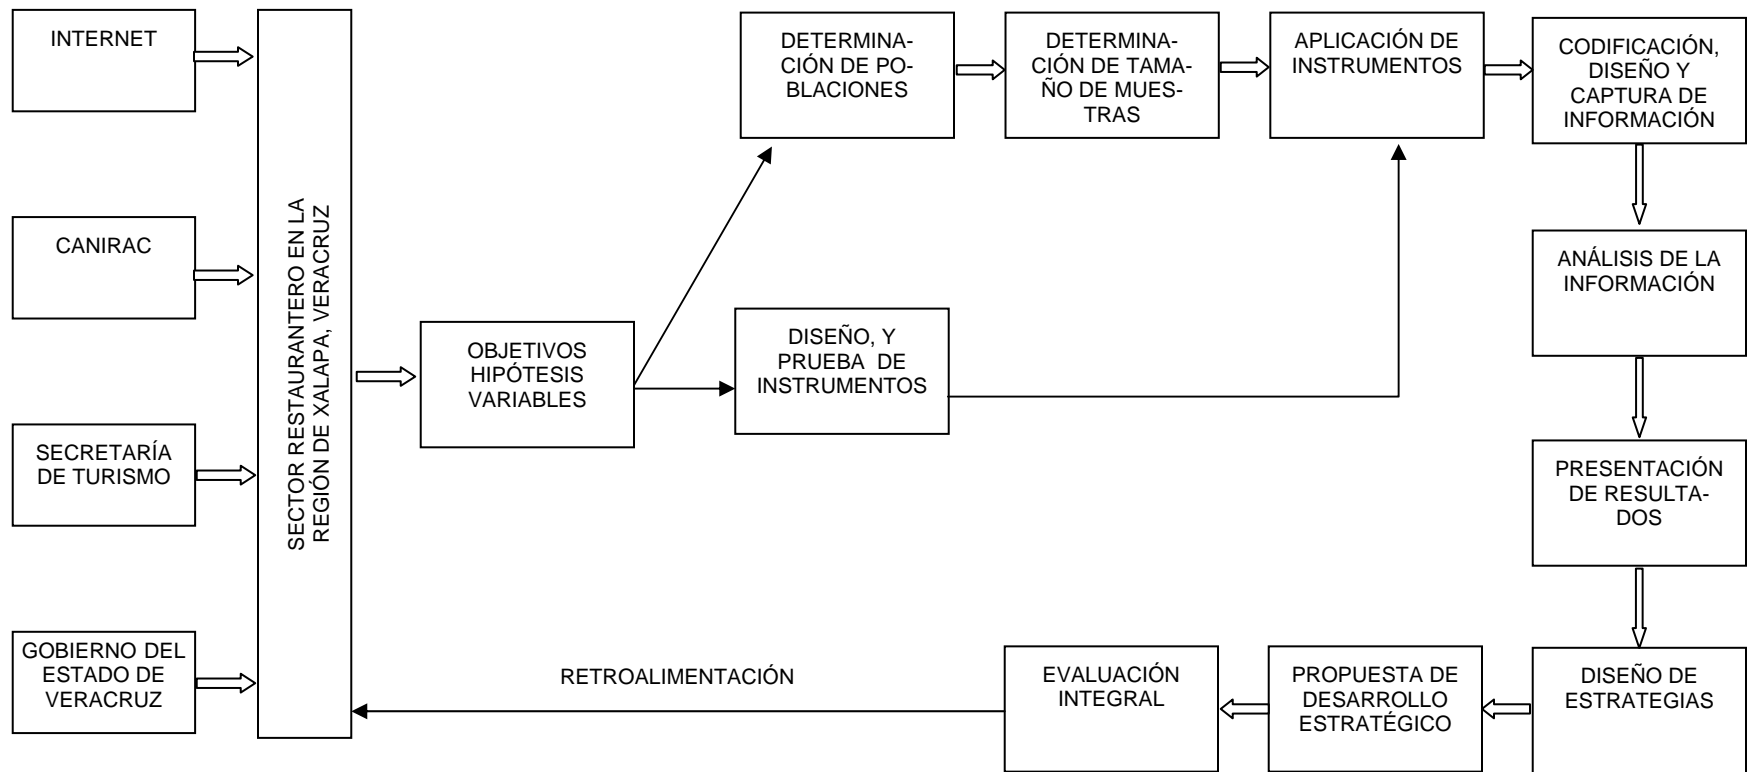 INTERNET
CANIRAC
SECRETARÍA
DE TURISMO
GOBIERNO DEL
ESTADO DE
VERACRUZ
SECTOR RESTAURANTERO EN LA
REGIÓN DE XALAPA, VERACRUZ
OBJETIVOS
HIPÓTESIS
VARIABLES
DETERMINA-
CIÓN DE PO-
BLACIONES
DETERMINA-
CIÓN DE TAMA-
ÑO DE MUES-
TRAS
APLICACIÓN DE
INSTRUMENTOS
CODIFICACIÓN,
DISEÑO Y
CAPTURA DE
INFORMACIÓN
DISEÑO, Y
PRUEBA  DE
INSTRUMENTOS
ANÁLISIS DE LA
INFORMACIÓN
PRESENTACIÓN
DE RESULTA-
DOS
DISEÑO DE
ESTRATEGIAS
PROPUESTA DE
DESARROLLO
ESTRATÉGICO
EVALUACIÓN
INTEGRAL
RETROALIMENTACIÓN